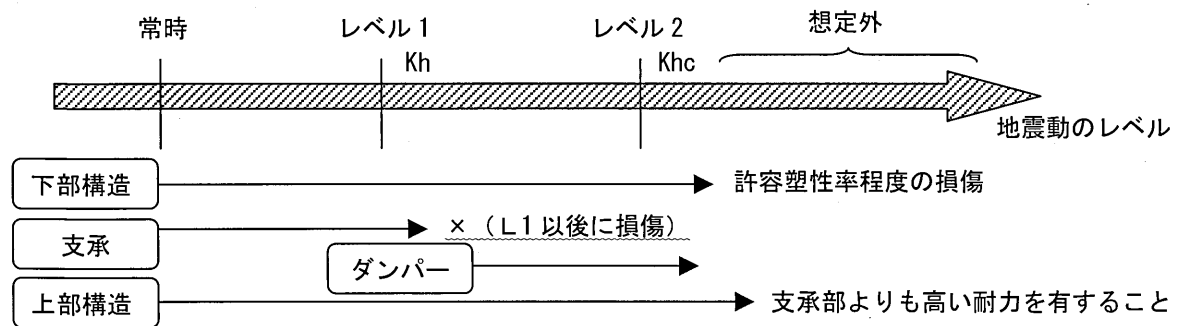 常時
レベル1
レベル2
想定外
Kh
Khc
地震動のレベル
下部構造
許容塑性率程度の損傷
支承
×（L1以後に損傷）
ダンパー
上部構造
支承部よりも高い耐力を有すること